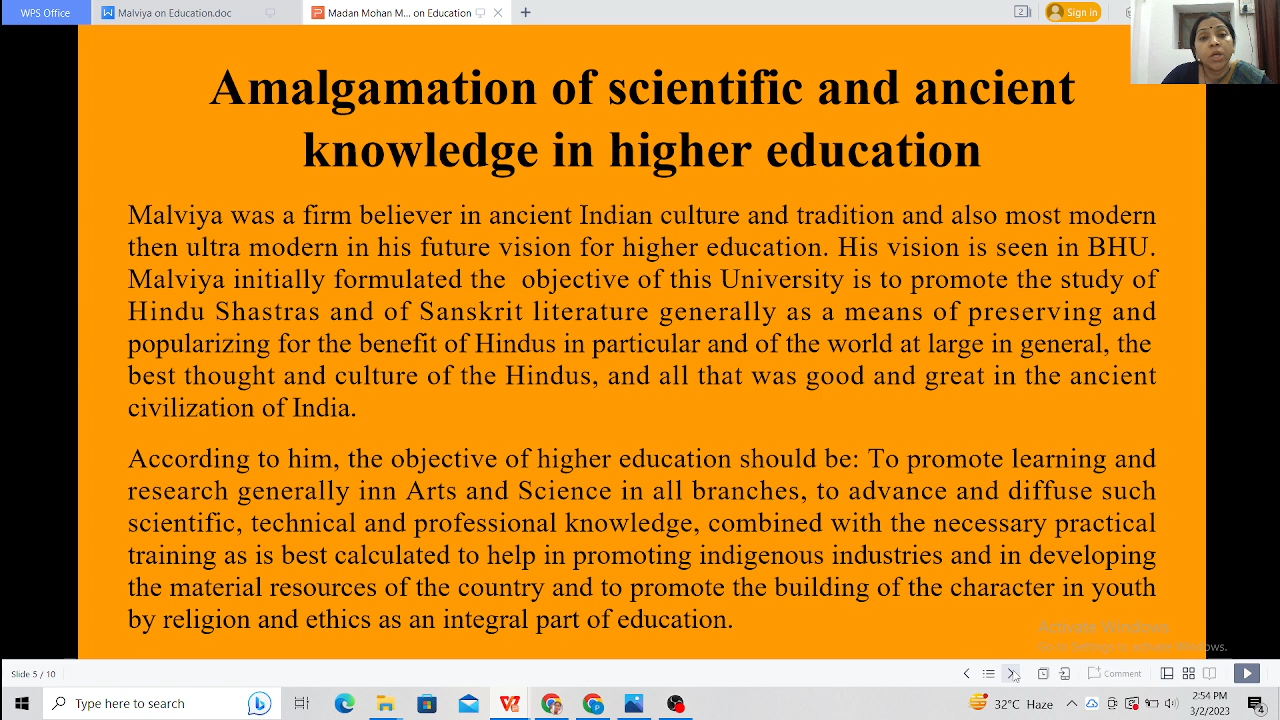 WPS Office
Malviya on Education.doc
Madan Mohan M... on Education
2
Sign in
Amalgamation of scientific and ancient
knowledge in higher education
Malviya was a firm believer in ancient Indian culture and tradition and also most modern
then ultra modern in his future vision for higher education. His vision is seen in BHU.
Malviya initially formulated the objective of this University is to promote the study of
Hindu Shastras and of Sanskrit literature generally as a means of preserving and
popularizing for the benefit of Hindus in particular and of the world at large in general, the
best thought and culture of the Hindus, and all that was good and great in the ancient
civilization of India.
According to him, the objective of higher education should be: To promote learning and
research generally inn Arts and Science in all branches, to advance and diffuse such
scientific, technical and professional knowledge, combined with the necessary practical
training as is best calculated to help in promoting indigenous industries and in developing
the material resources of the country and to promote the building of the character in youth
by religion and ethics as an integral part of education.
Activate Windows
Go to Settings to activate Windows.
Slide 5 / 10
Comment
Type here to search
32°C Haze
2:54 PM
3/2/2023
4